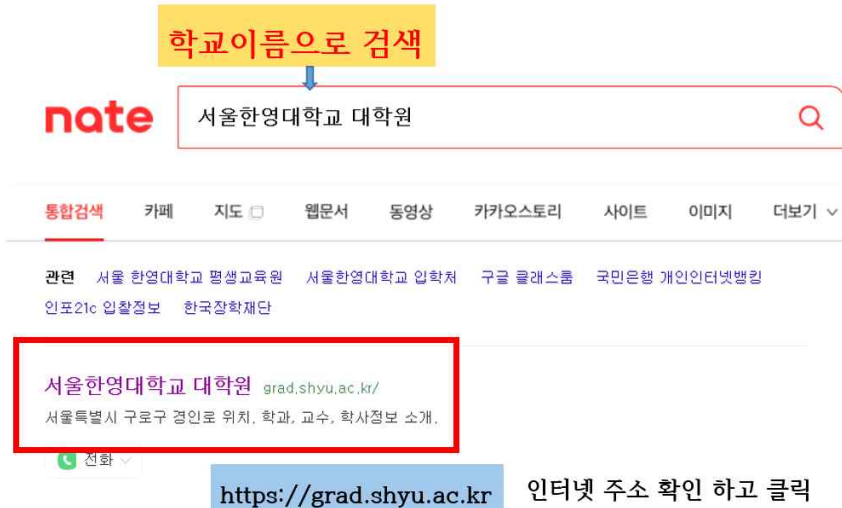 학교이름으로 검색
nate 서울한영대학교 대학원
통합검색 카페 지도 웹문서 동영상 카카오스토리 사이트 이미지 더보기
관련 서울 한영대학교 평생교육원 서울한영대학교 입학처 구글 클래스룸 국민은행 개인인터넷뱅킹
인포21c 입찰정보 한국장학재단
서울한영대학교 대학원 grad.shyu.ac.kr/
서울특별시 구로구 경인로 위치, 학과, 교수, 학사정보 소개.
전화
https://grad.shyu.ac.kr 인터넷 주소 확인 하고 클릭